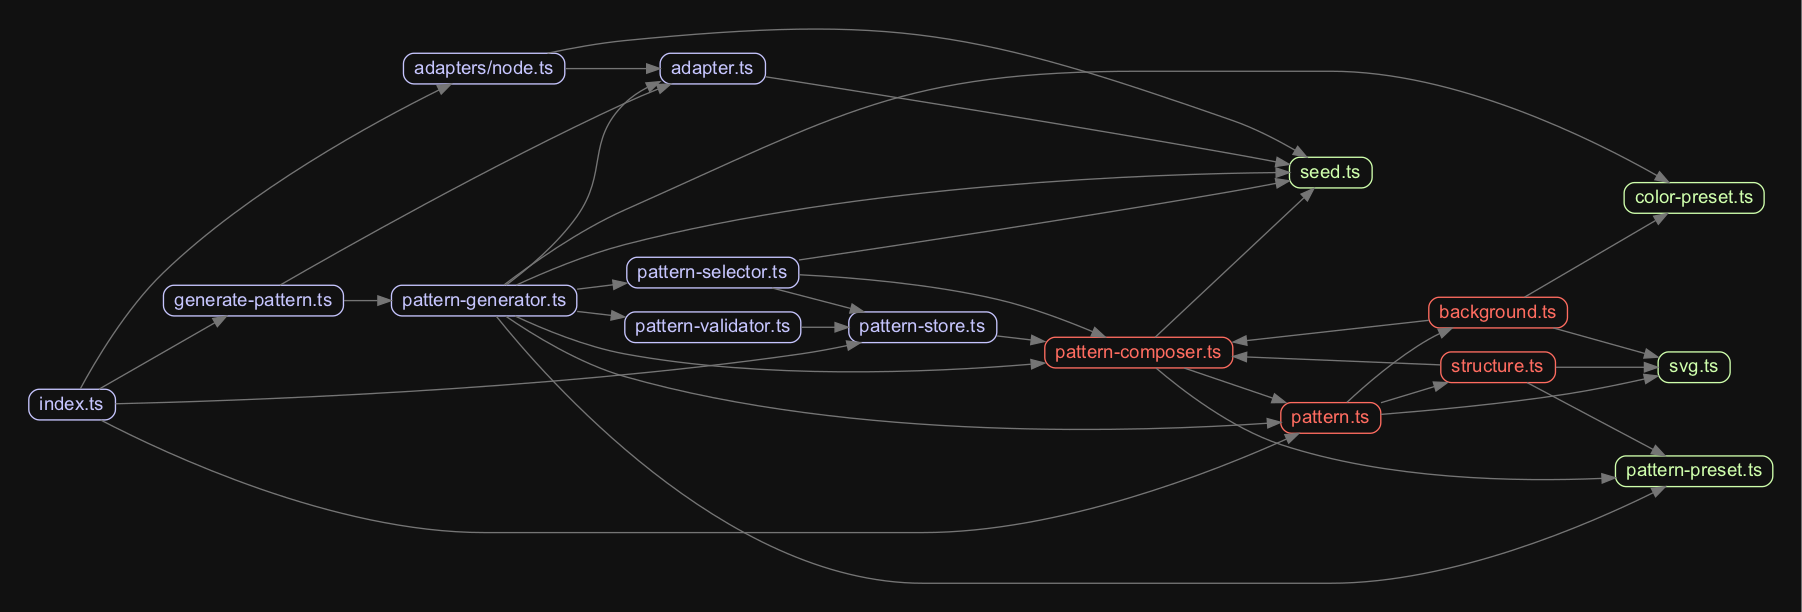 adapters/node.ts
adapter.ts
seed.ts
color-preset.ts
pattern-selector.ts
generate-pattern.ts
pattern-generator.ts
background.ts
pattern-validator.ts
pattern-store.ts
pattern-composer.ts
structure.ts
svg.ts
index.ts
pattern.ts
pattern-preset.ts